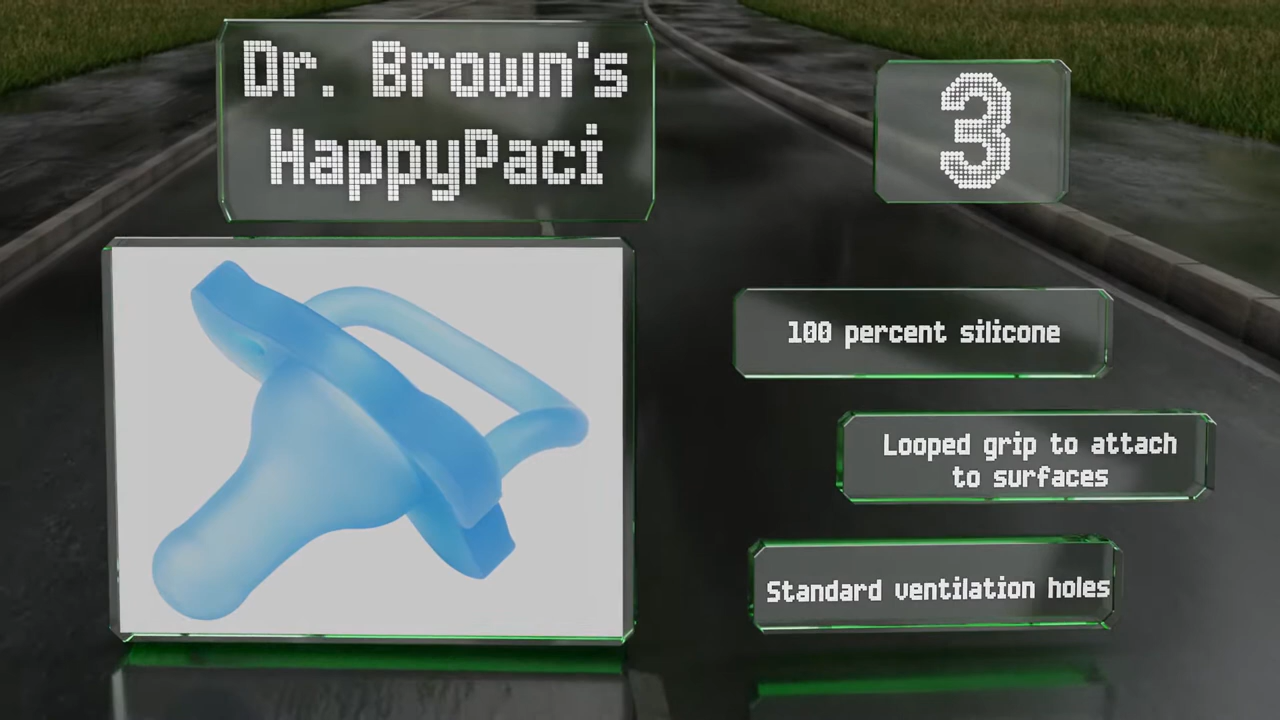 Dr. Brown's
HappyPaci
3
100 percent silicone
Looped grip to attach
to surfaces
Standard ventilation holes